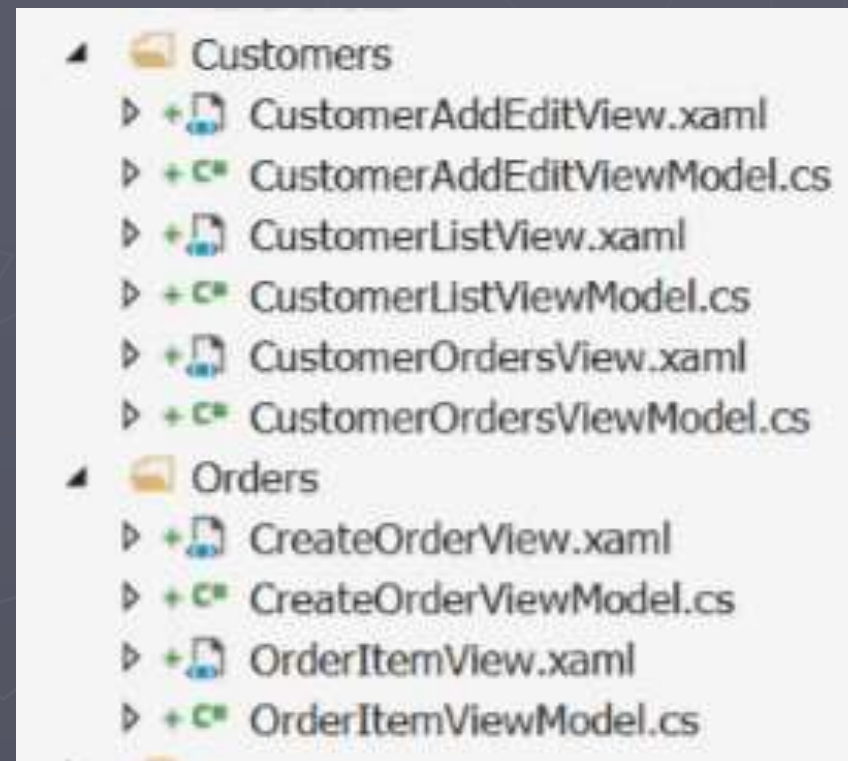 Customers
CustomerAddEditView.xaml
C# CustomerAddEditViewModel.cs
CustomerListView.xaml
C# CustomerListViewModel.cs
CustomerOrdersView.xaml
C# CustomerOrdersViewModel.cs
Orders
CreateOrderView.xaml
C# CreateOrderViewModel.cs
OrderItemView.xaml
C# OrderItemViewModel.cs